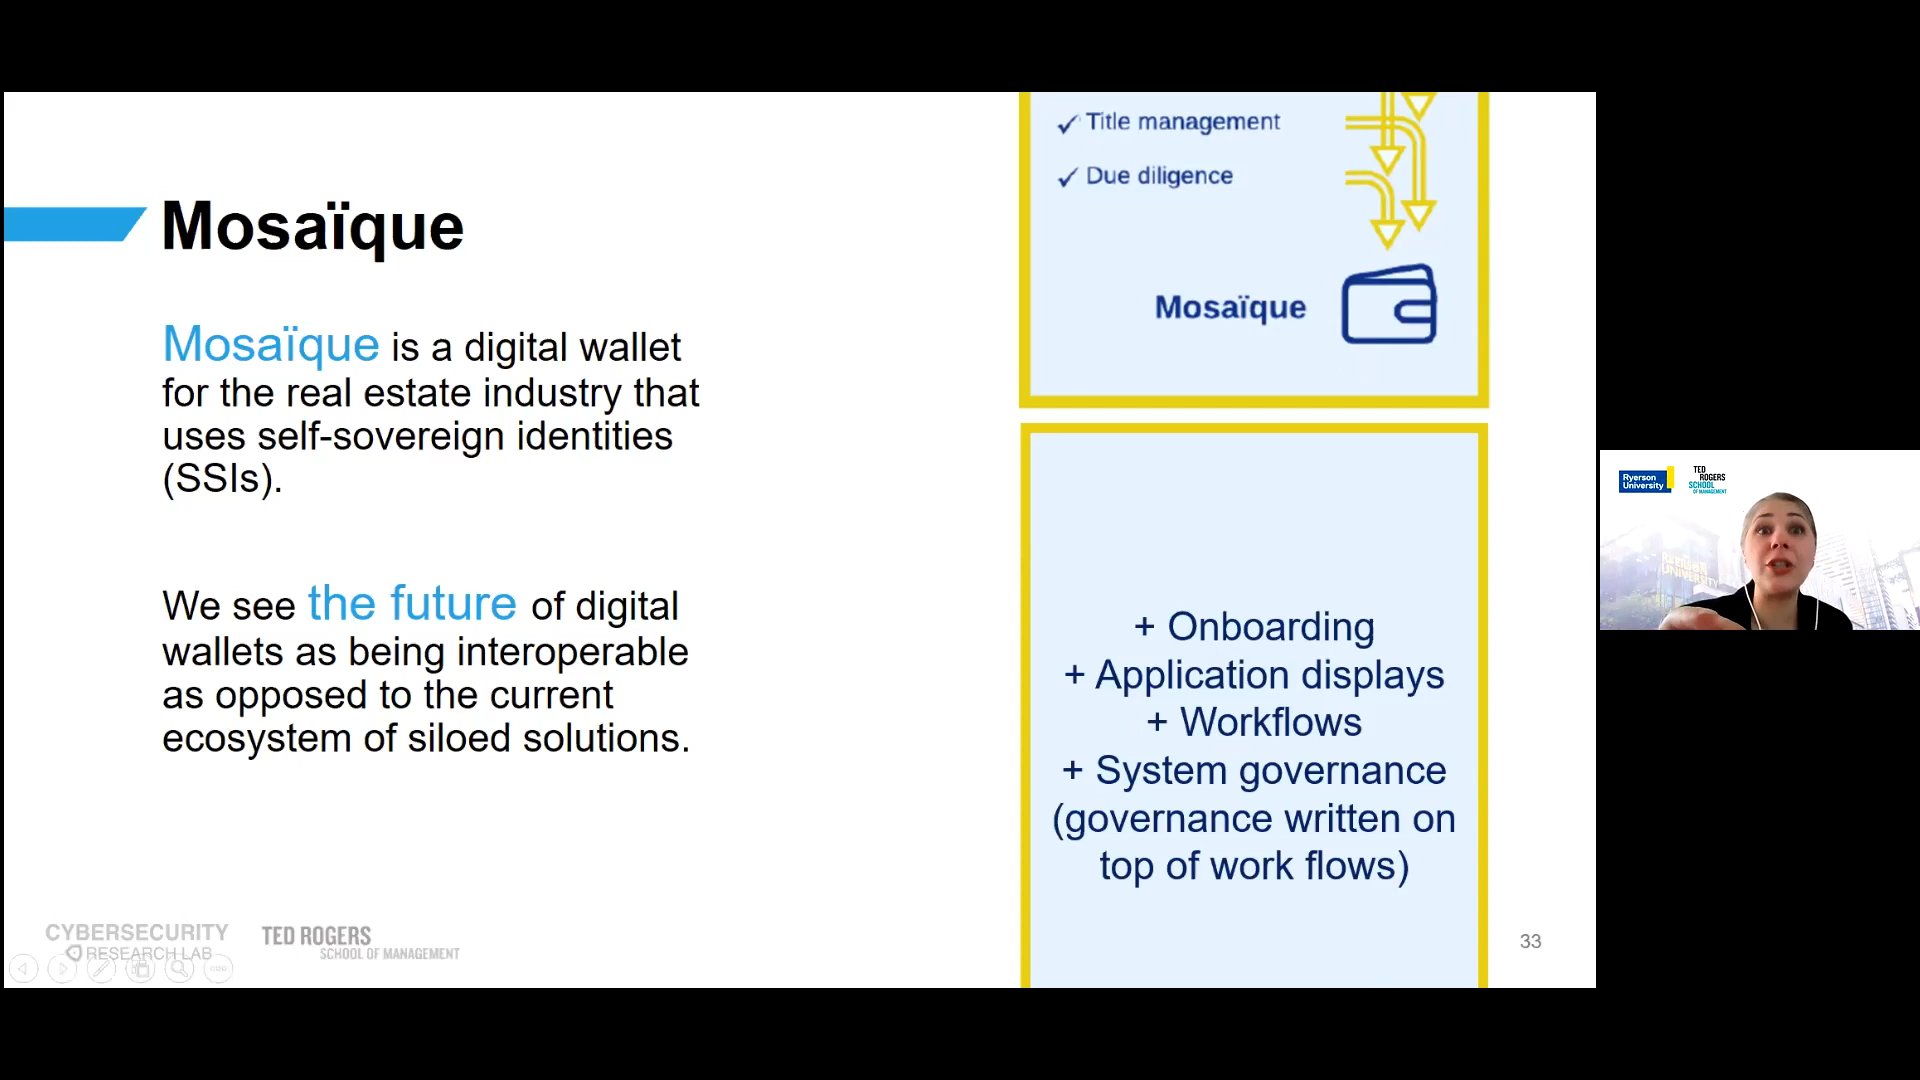 Mosaïque
Mosaïque is a digital wallet
for the real estate industry that
uses self-sovereign identities
(SSIs).
We see the future of digital
wallets as being interoperable
as opposed to the current
ecosystem of siloed solutions.
✓ Title management
✓ Due diligence
Mosaïque
+ Onboarding
+ Application displays
+ Workflows
+ System governance
(governance written on
top of work flows)
CYBERSECURITY
RESEARCH LAB
TED ROGERS
SCHOOL OF MANAGEMENT
33
Ryerson
University
TED
ROGERS
SCHOOL
OF MANAGEMENT
UNIVERSITY